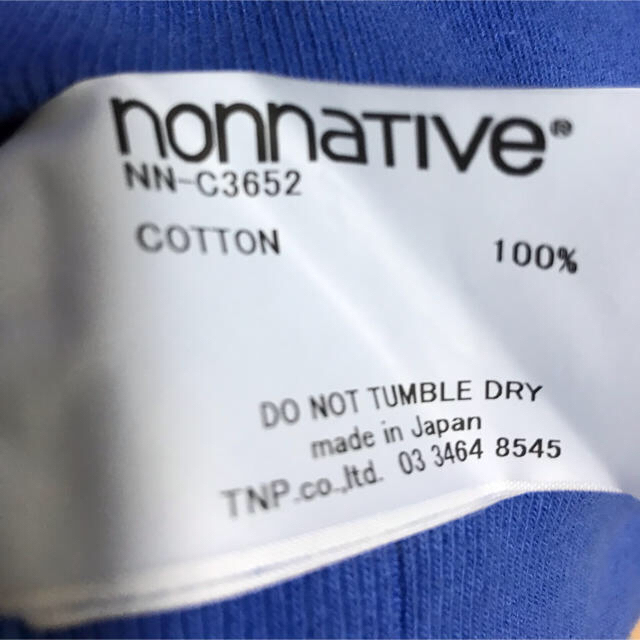 nonnaTIVe®
NN-C3652
COTTON 100%
DO NOT TUMBLE DRY
made in Japan
TNP.co.,ltd. 03 3464 8545